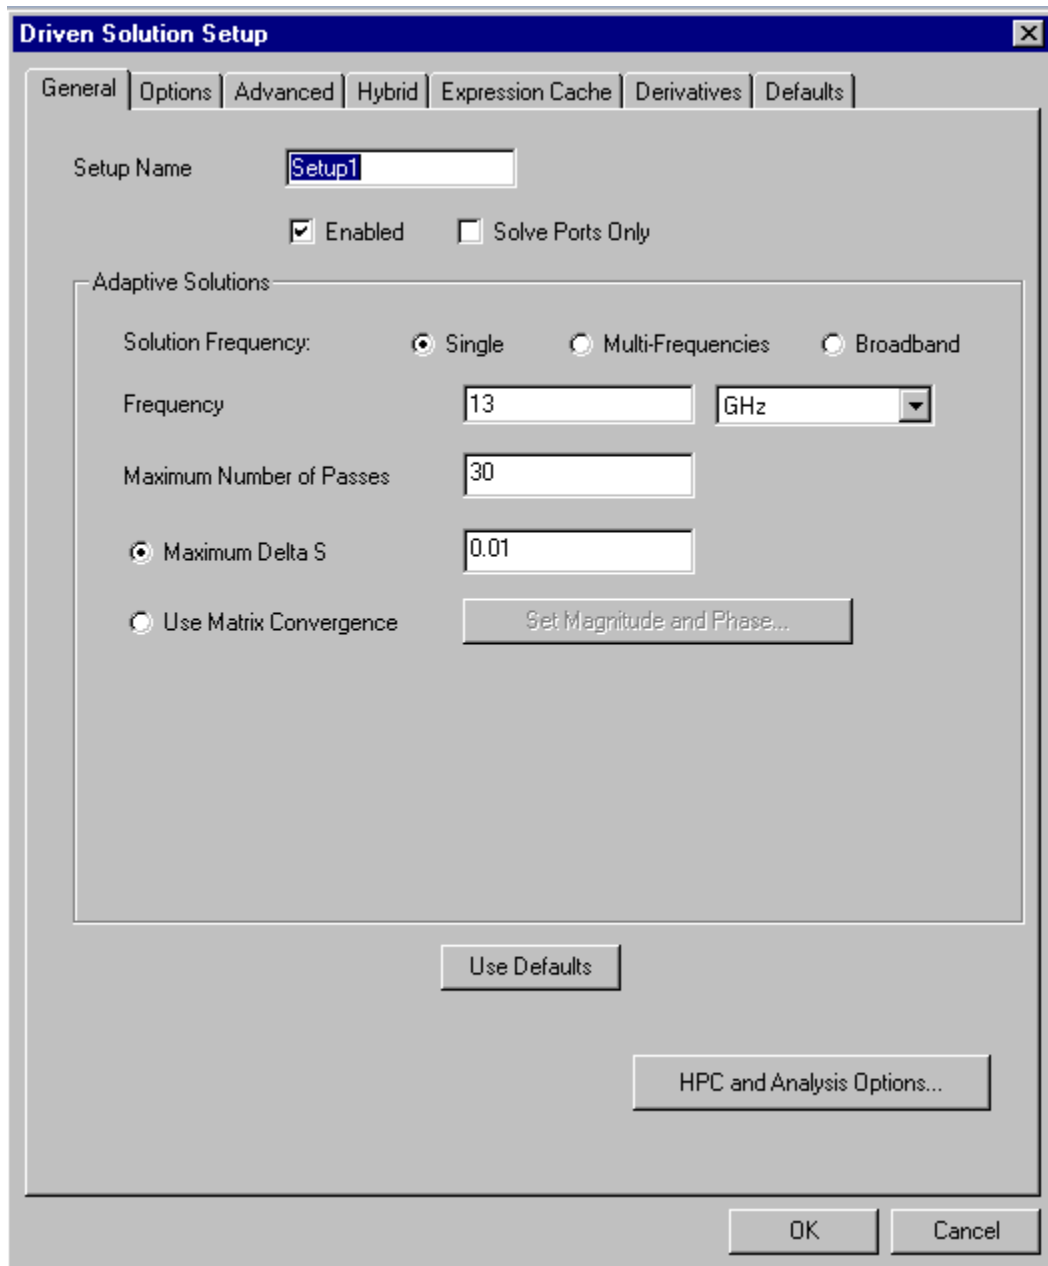 Driven Solution Setup
General Options Advanced Hybrid Expression Cache Derivatives Defaults
Setup Name Setup1
Enabled Solve Ports Only
Adaptive Solutions
Solution Frequency: Single Multi-Frequencies Broadband
Frequency 13 GHz
Maximum Number of Passes 30
Maximum Delta S 0.01
Use Matrix Convergence Set Magnitude and Phase...
Use Defaults
HPC and Analysis Options...
OK Cancel